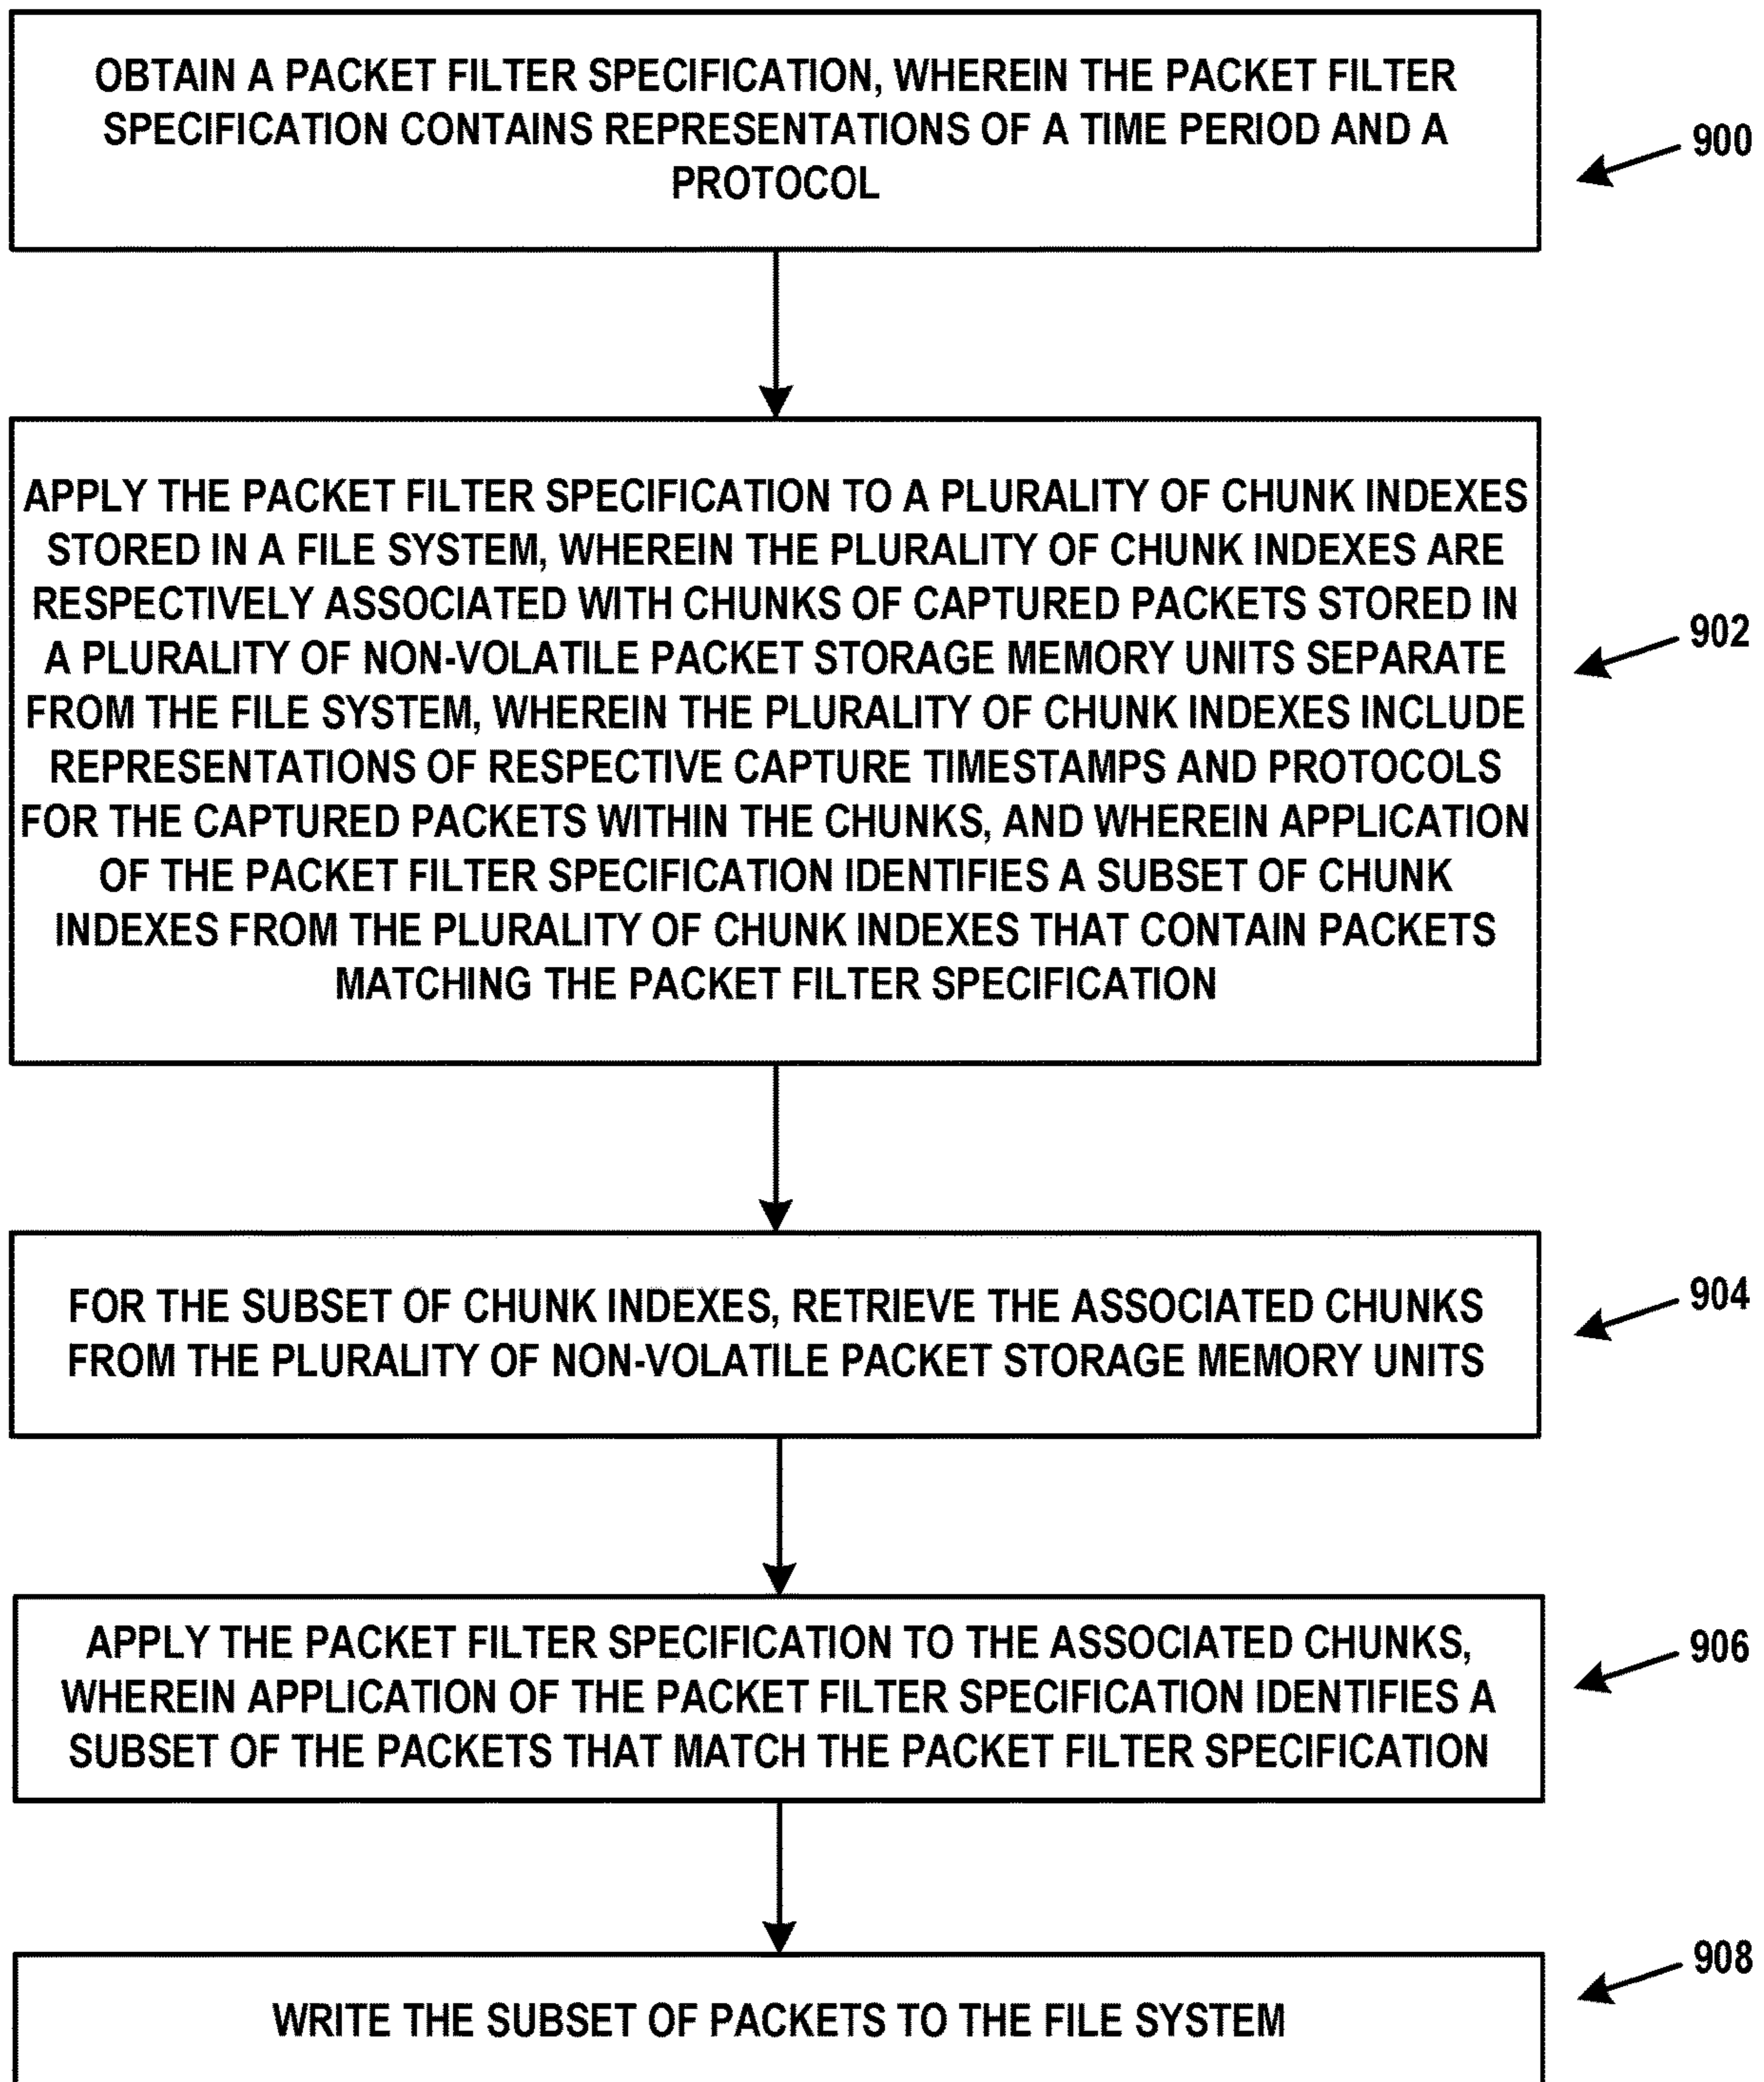 OBTAIN A PACKET FILTER SPECIFICATION, WHEREIN THE PACKET FILTER
SPECIFICATION CONTAINS REPRESENTATIONS OF A TIME PERIOD AND A
PROTOCOL
900
APPLY THE PACKET FILTER SPECIFICATION TO A PLURALITY OF CHUNK INDEXES
STORED IN A FILE SYSTEM, WHEREIN THE PLURALITY OF CHUNK INDEXES ARE
RESPECTIVELY ASSOCIATED WITH CHUNKS OF CAPTURED PACKETS STORED IN
A PLURALITY OF NON-VOLATILE PACKET STORAGE MEMORY UNITS SEPARATE
FROM THE FILE SYSTEM, WHEREIN THE PLURALITY OF CHUNK INDEXES INCLUDE
REPRESENTATIONS OF RESPECTIVE CAPTURE TIMESTAMPS AND PROTOCOLS
FOR THE CAPTURED PACKETS WITHIN THE CHUNKS, AND WHEREIN APPLICATION
OF THE PACKET FILTER SPECIFICATION IDENTIFIES A SUBSET OF CHUNK
INDEXES FROM THE PLURALITY OF CHUNK INDEXES THAT CONTAIN PACKETS
MATCHING THE PACKET FILTER SPECIFICATION
902
FOR THE SUBSET OF CHUNK INDEXES, RETRIEVE THE ASSOCIATED CHUNKS
FROM THE PLURALITY OF NON-VOLATILE PACKET STORAGE MEMORY UNITS
904
APPLY THE PACKET FILTER SPECIFICATION TO THE ASSOCIATED CHUNKS,
WHEREIN APPLICATION OF THE PACKET FILTER SPECIFICATION IDENTIFIES A
SUBSET OF THE PACKETS THAT MATCH THE PACKET FILTER SPECIFICATION
906
WRITE THE SUBSET OF PACKETS TO THE FILE SYSTEM
908